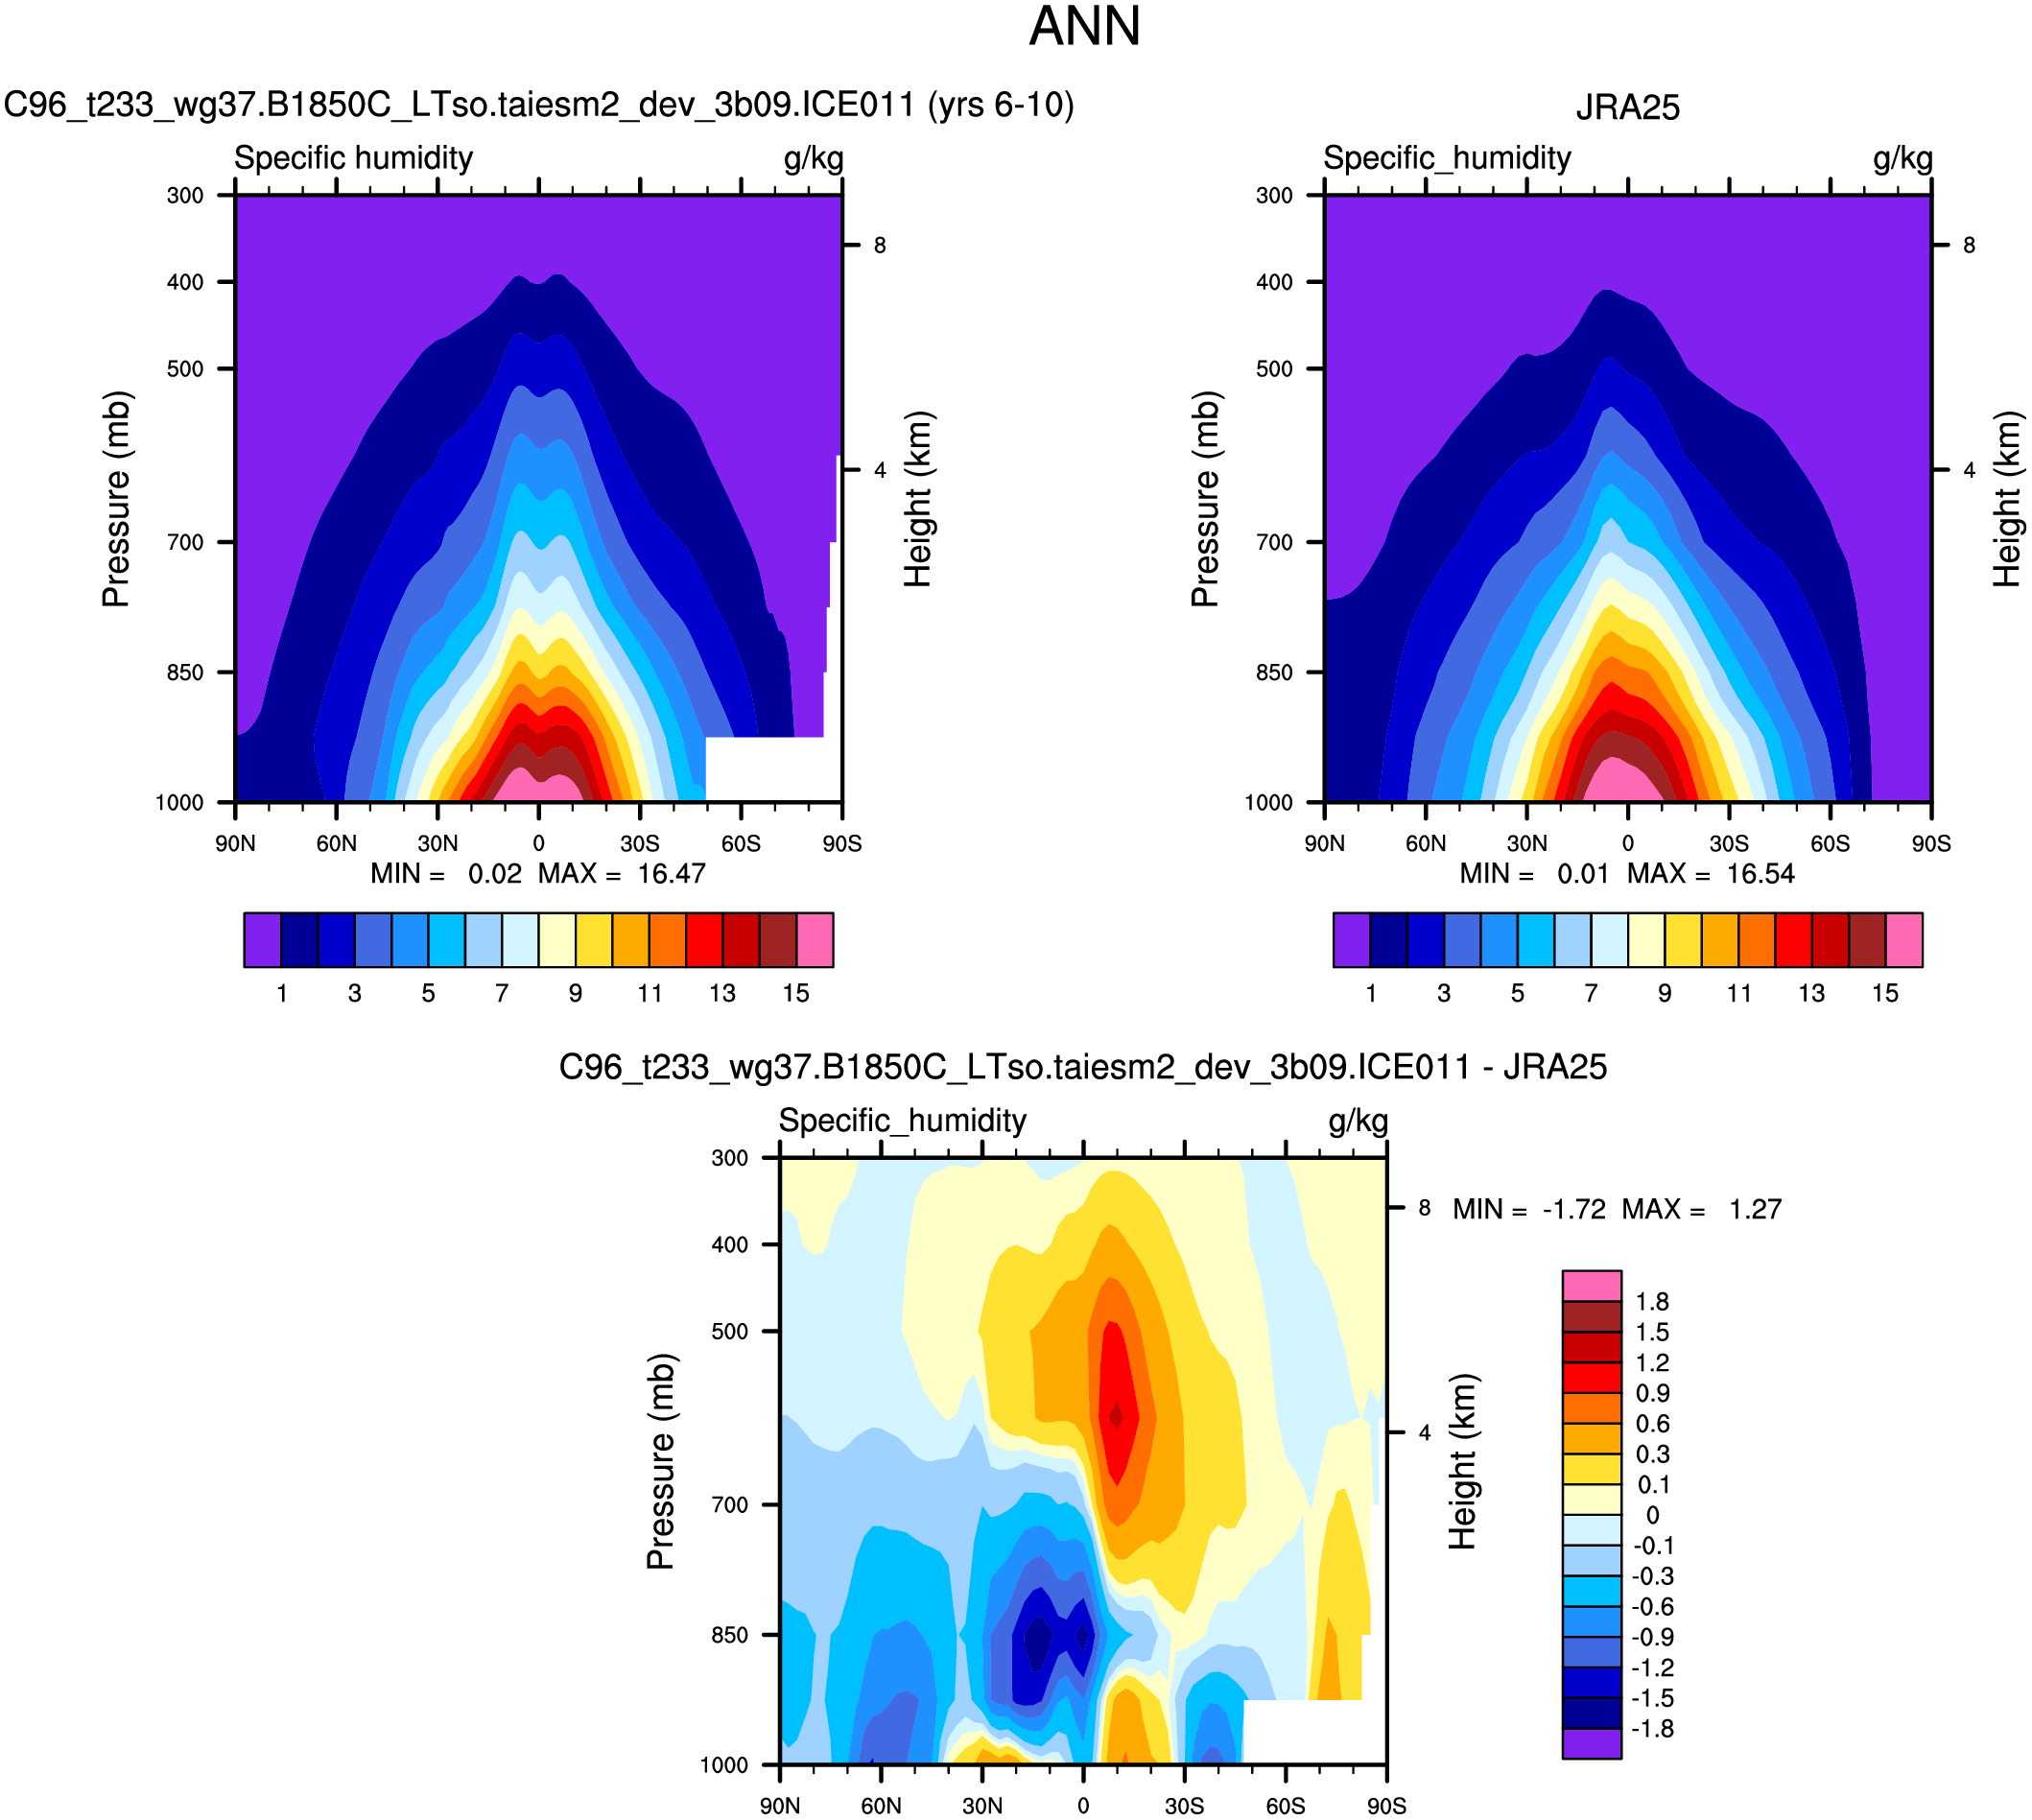 ANN
C96_t233_wg37.B1850C_LTso.taiesm2_dev_3b09.ICE011 (yrs 6-10)
JRA25
Specific humidity g/kg
Specific_humidity g/kg
300
400
500
700
850
1000
Pressure (mb)
8
4
Height (km)
90N 60N 30N 0 30S 60S 90S
MIN = 0.02 MAX = 16.47
1 3 5 7 9 11 13 15
300
400
500
700
850
1000
Pressure (mb)
8
4
Height (km)
90N 60N 30N 0 30S 60S 90S
MIN = 0.01 MAX = 16.54
1 3 5 7 9 11 13 15
C96_t233_wg37.B1850C_LTso.taiesm2_dev_3b09.ICE011 - JRA25
Specific_humidity g/kg
300
400
500
700
850
1000
Pressure (mb)
8
4
Height (km)
90N 60N 30N 0 30S 60S 90S
MIN = -1.72 MAX = 1.27
1.8
1.5
1.2
0.9
0.6
0.3
0.1
0
-0.1
-0.3
-0.6
-0.9
-1.2
-1.5
-1.8